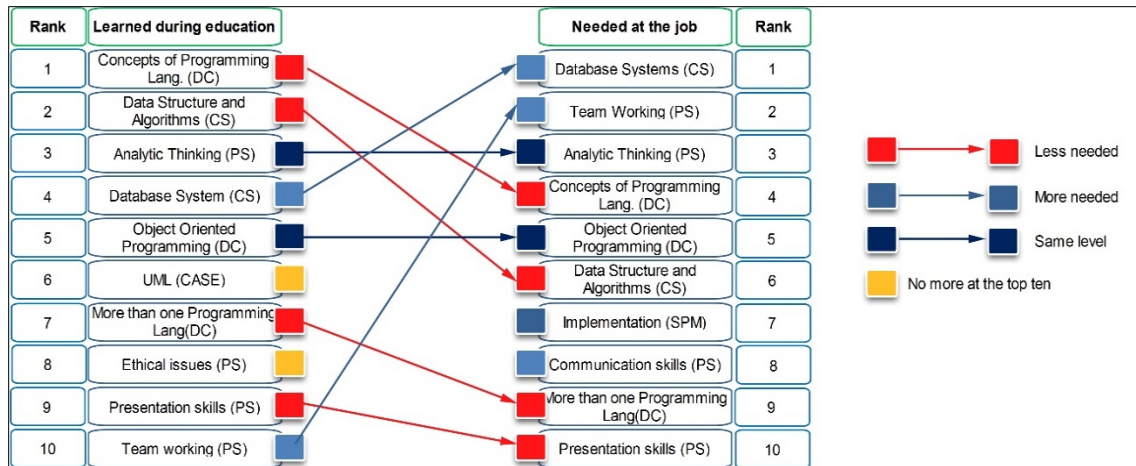 Rank Learned during education Needed at the job Rank
1 Concepts of Programming
Lang. (DC) Database Systems (CS) 1
2 Data Structure and
Algorithms (CS) Team Working (PS) 2
3 Analytic Thinking (PS) Analytic Thinking (PS) 3
Less needed
4 Database System (CS) Concepts of Programming
Lang. (DC) 4
More needed
5 Object Oriented
Programming (DC) Object Oriented
Programming (DC) 5
Same level
6 UML (CASE) Data Structure and
Algorithms (CS) 6
No more at the top ten
7 More than one Programming
Lang(DC) Implementation (SPM) 7
8 Ethical issues (PS) Communication skills (PS) 8
9 Presentation skills (PS) More than one Programming
Lang(DC) 9
10 Team working (PS) Presentation skills (PS) 10